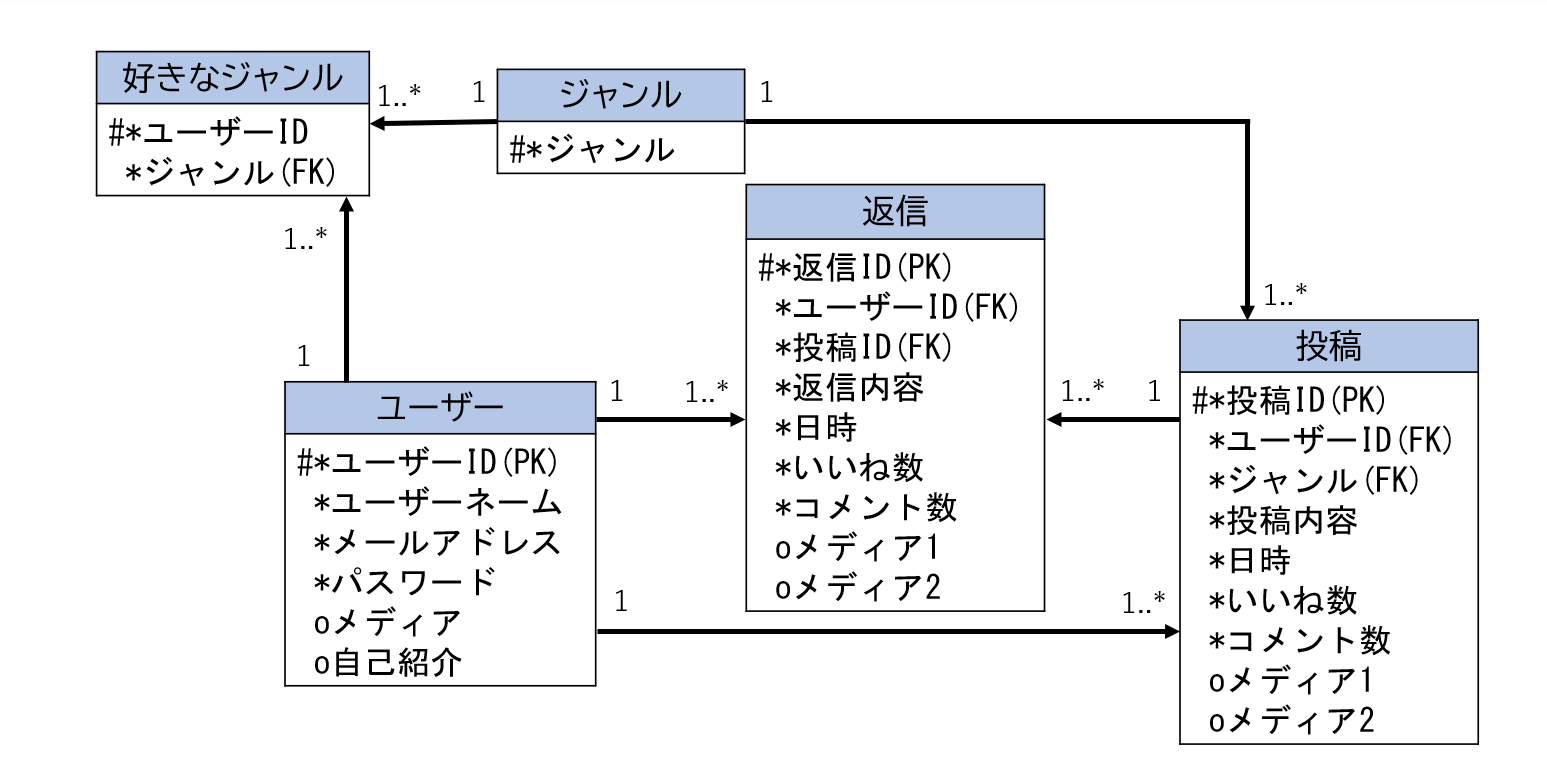 好きなジャンル
#*ユーザーID
*ジャンル(FK)
1..*
1
ジャンル
#*ジャンル
1
1..*
1
1..*
返信
#*返信ID(PK)
*ユーザーID(FK)
*投稿ID(FK)
*返信内容
*日時
*いいね数
*コメント数
oメディア1
oメディア2
ユーザー
#*ユーザーID(PK)
*ユーザーネーム
*メールアドレス
*パスワード
oメディア
o自己紹介
1
1..*
1..*
1
1
1..*
投稿
#*投稿ID(PK)
*ユーザーID(FK)
*ジャンル(FK)
*投稿内容
*日時
*いいね数
*コメント数
oメディア1
oメディア2